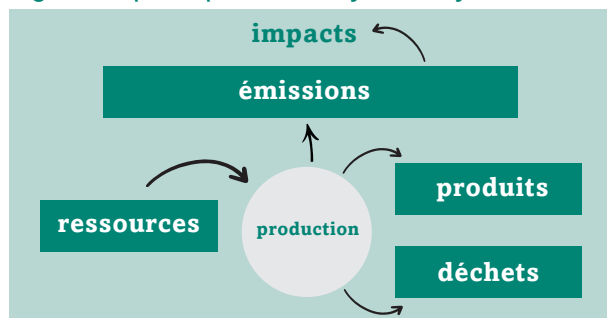 impacts
émissions
produits
ressources
production
déchets